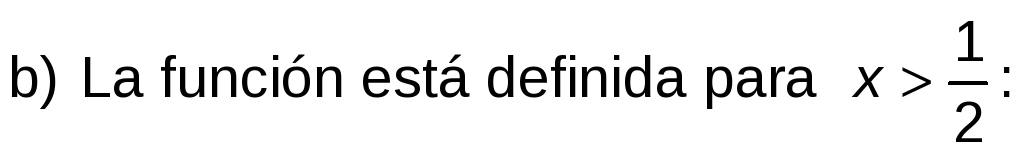 b) La función está definida para x > 1/2 :